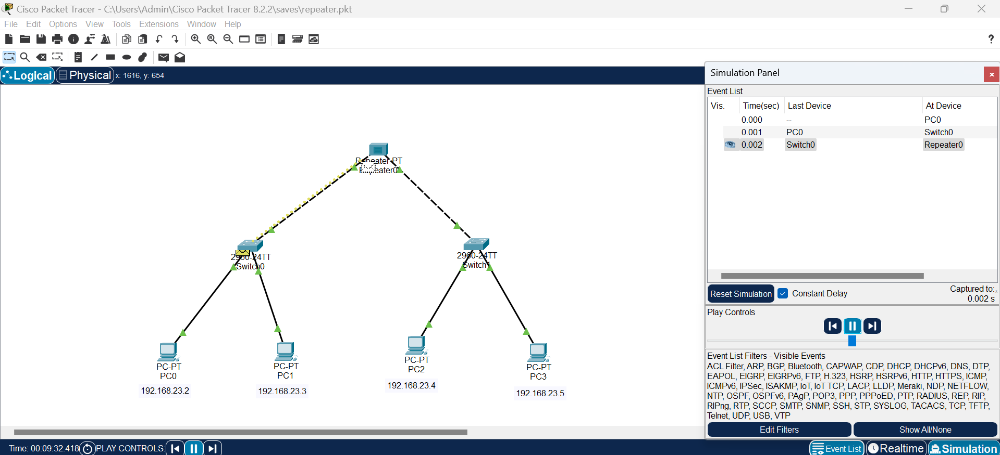 Cisco Packet Tracer - C:\Users\Admin\Cisco Packet Tracer 8.2.2\saves\repeater.pkt
File Edit Options View Tools Extensions Window Help
?
Logical Physical x: 1616, y: 654
Simulation Panel
Event List
Vis. Time(sec) Last Device At Device
0.000 -- PC0
0.001 PC0 Switch0
0.002 Switch0 Repeater0
Repeater-PT
Repeater0
2960-24TT
Switch0
2960-24TT
Switch1
PC-PT
PC0
192.168.23.2
PC-PT
PC1
192.168.23.3
PC-PT
PC2
192.168.23.4
PC-PT
PC3
192.168.23.5
Reset Simulation Constant Delay Captured to:
0.002 s
Play Controls
Event List Filters - Visible Events
ACL Filter, ARP, BGP, Bluetooth, CAPWAP, CDP, DHCP, DHCPv6, DNS, DTP,
EAPOL, EIGRP, EIGRPv6, FTP, H.323, HSRP, HSRPv6, HTTP, HTTPS, ICMP,
ICMPv6, IPSec, ISAKMP, IoT, IoT TCP, LACP, LLDP, Meraki, NDP, NETFLOW,
NTP, OSPF, OSPFv6, PAgP, POP3, PPP, PPPoED, PTP, RADIUS, REP, RIP,
RIPng, RTP, SCCP, SMTP, SNMP, SSH, STP, SYSLOG, TACACS, TCP, TFTP,
Telnet, UDP, USB, VTP
Edit Filters Show All/None
Time: 00:09:32.418 PLAY CONTROLS: Event List Realtime Simulation